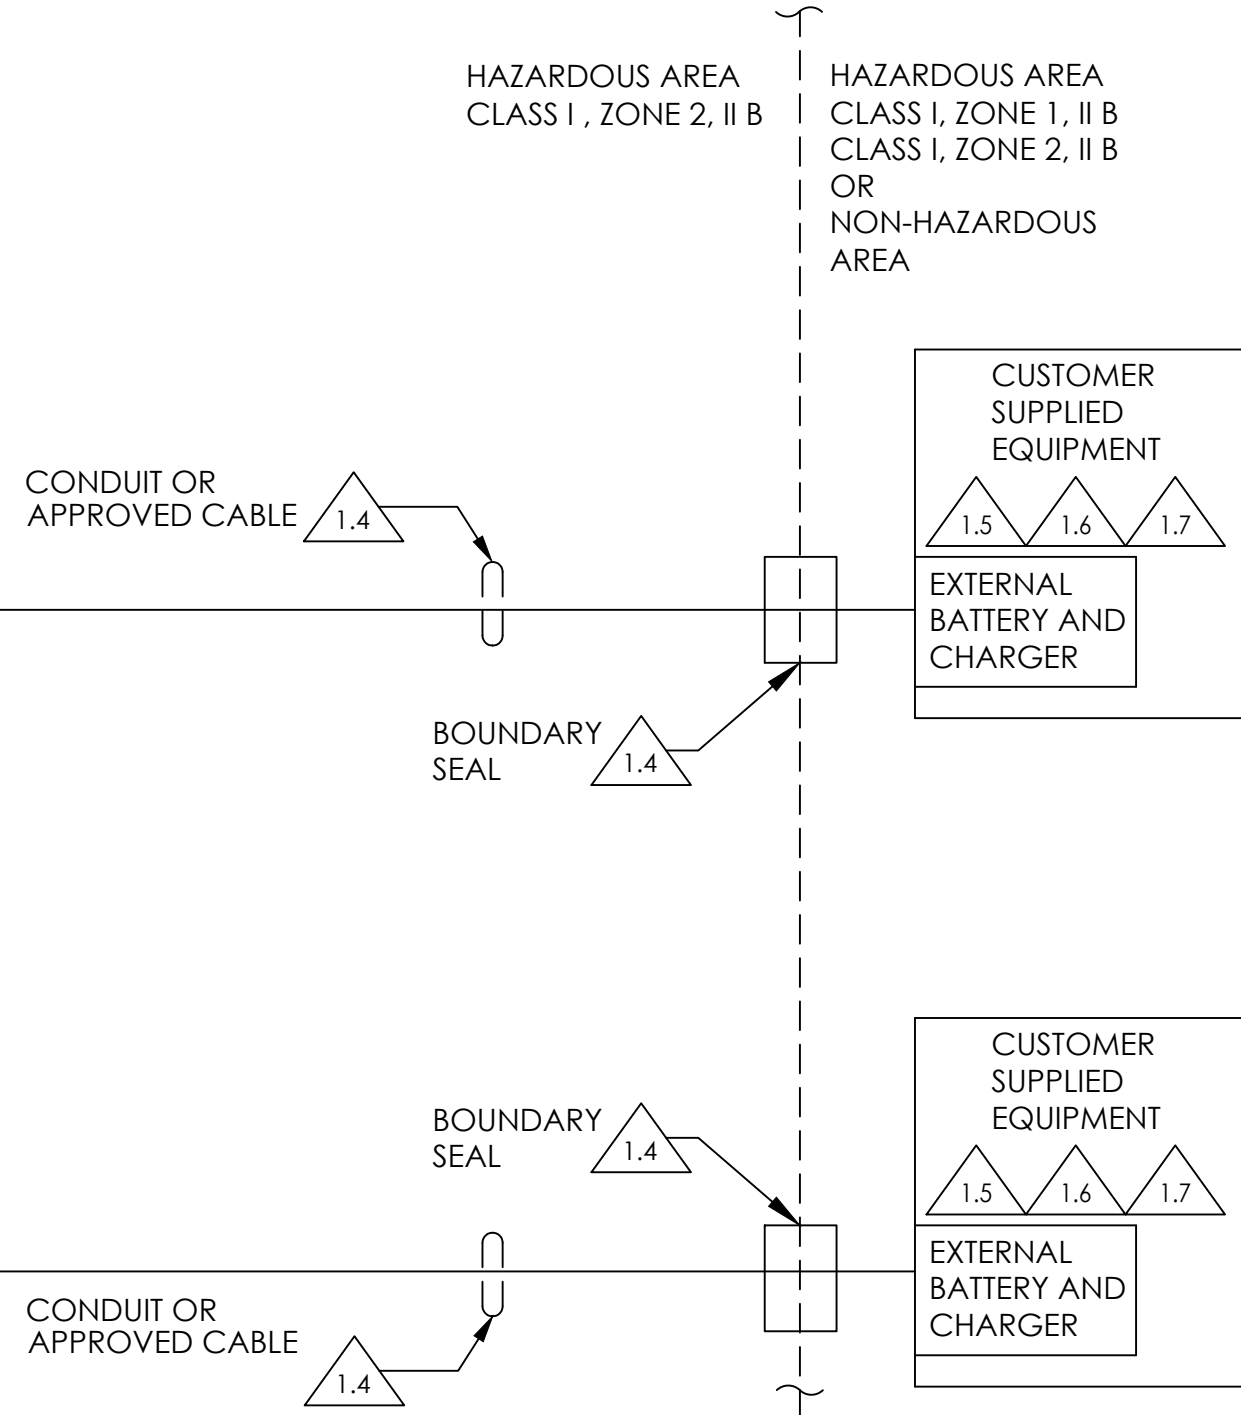 HAZARDOUS AREA
CLASS I , ZONE 2, II B
HAZARDOUS AREA
CLASS I, ZONE 1, II B
CLASS I, ZONE 2, II B
OR
NON-HAZARDOUS
AREA
CUSTOMER
SUPPLIED
EQUIPMENT
1.5 1.6 1.7
CONDUIT OR
APPROVED CABLE
1.4
EXTERNAL
BATTERY AND
CHARGER
BOUNDARY
SEAL
1.4
CUSTOMER
SUPPLIED
EQUIPMENT
1.5 1.6 1.7
BOUNDARY
SEAL
1.4
EXTERNAL
BATTERY AND
CHARGER
CONDUIT OR
APPROVED CABLE
1.4